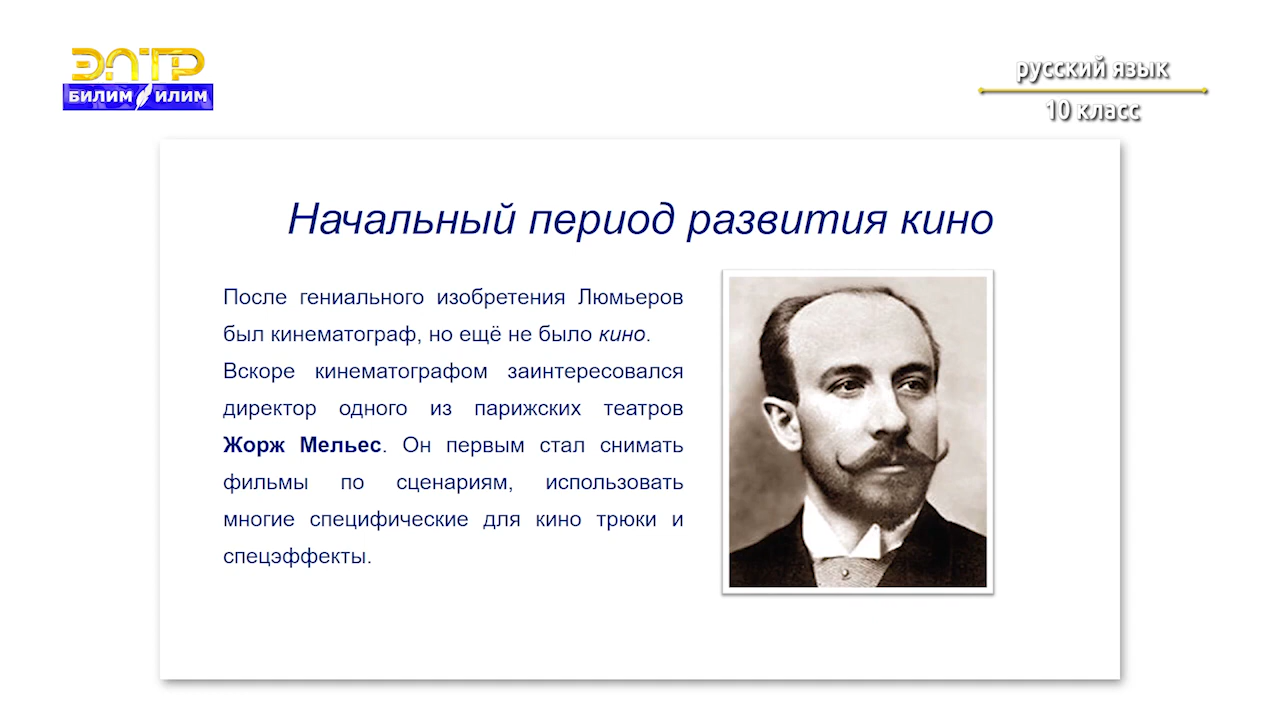 ЭЛТР
БИЛИМ ИЛИМ
русский язык
10 класс
Начальный период развития кино
После гениального изобретения Люмьеров
был кинематограф, но ещё не было кино.
Вскоре кинематографом заинтересовался
директор одного из парижских театров
Жорж Мельес. Он первым стал снимать
фильмы по сценариям, использовать
многие специфические для кино трюки и
спецэффекты.